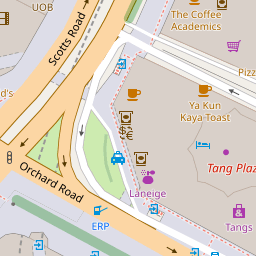 UOB
Scotts Road
The Coffee
Academics
Pizz
Ya Kun
Kaya Toast
$€
Tang Plaz
Orchard Road
Laneige
ERP
Tangs